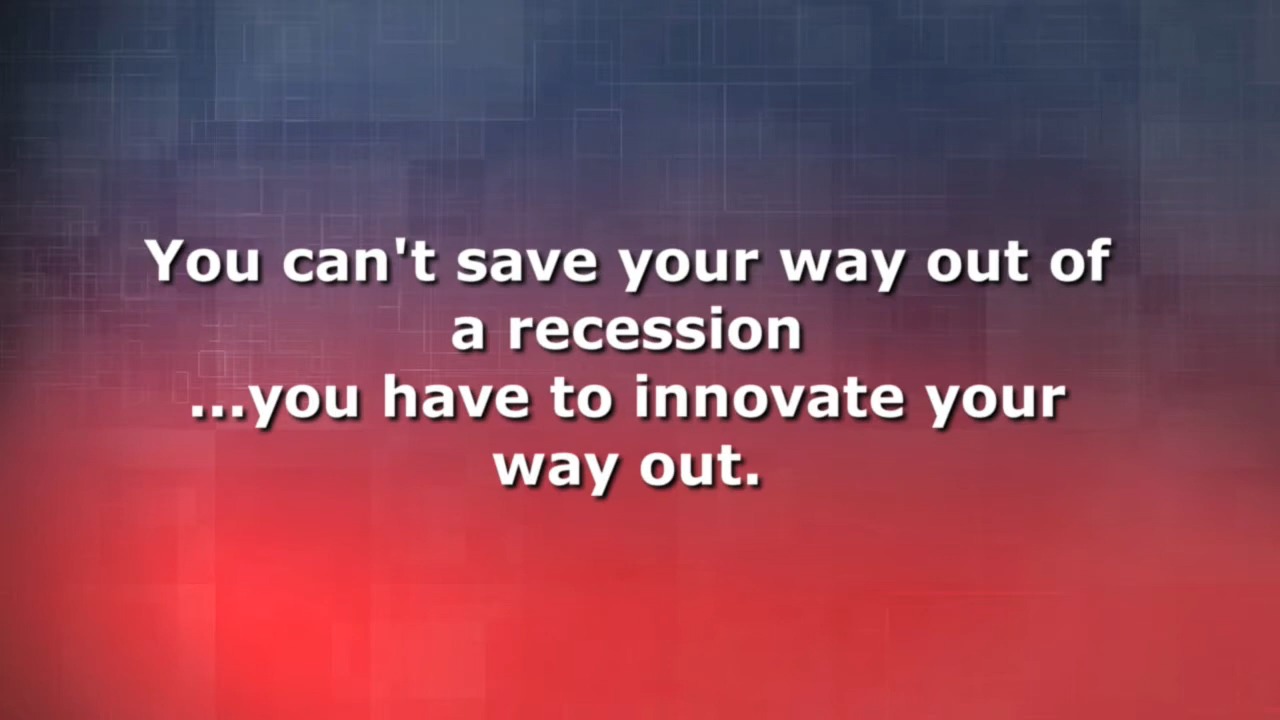 You can't save your way out of
a recession
...you have to innovate your
way out.